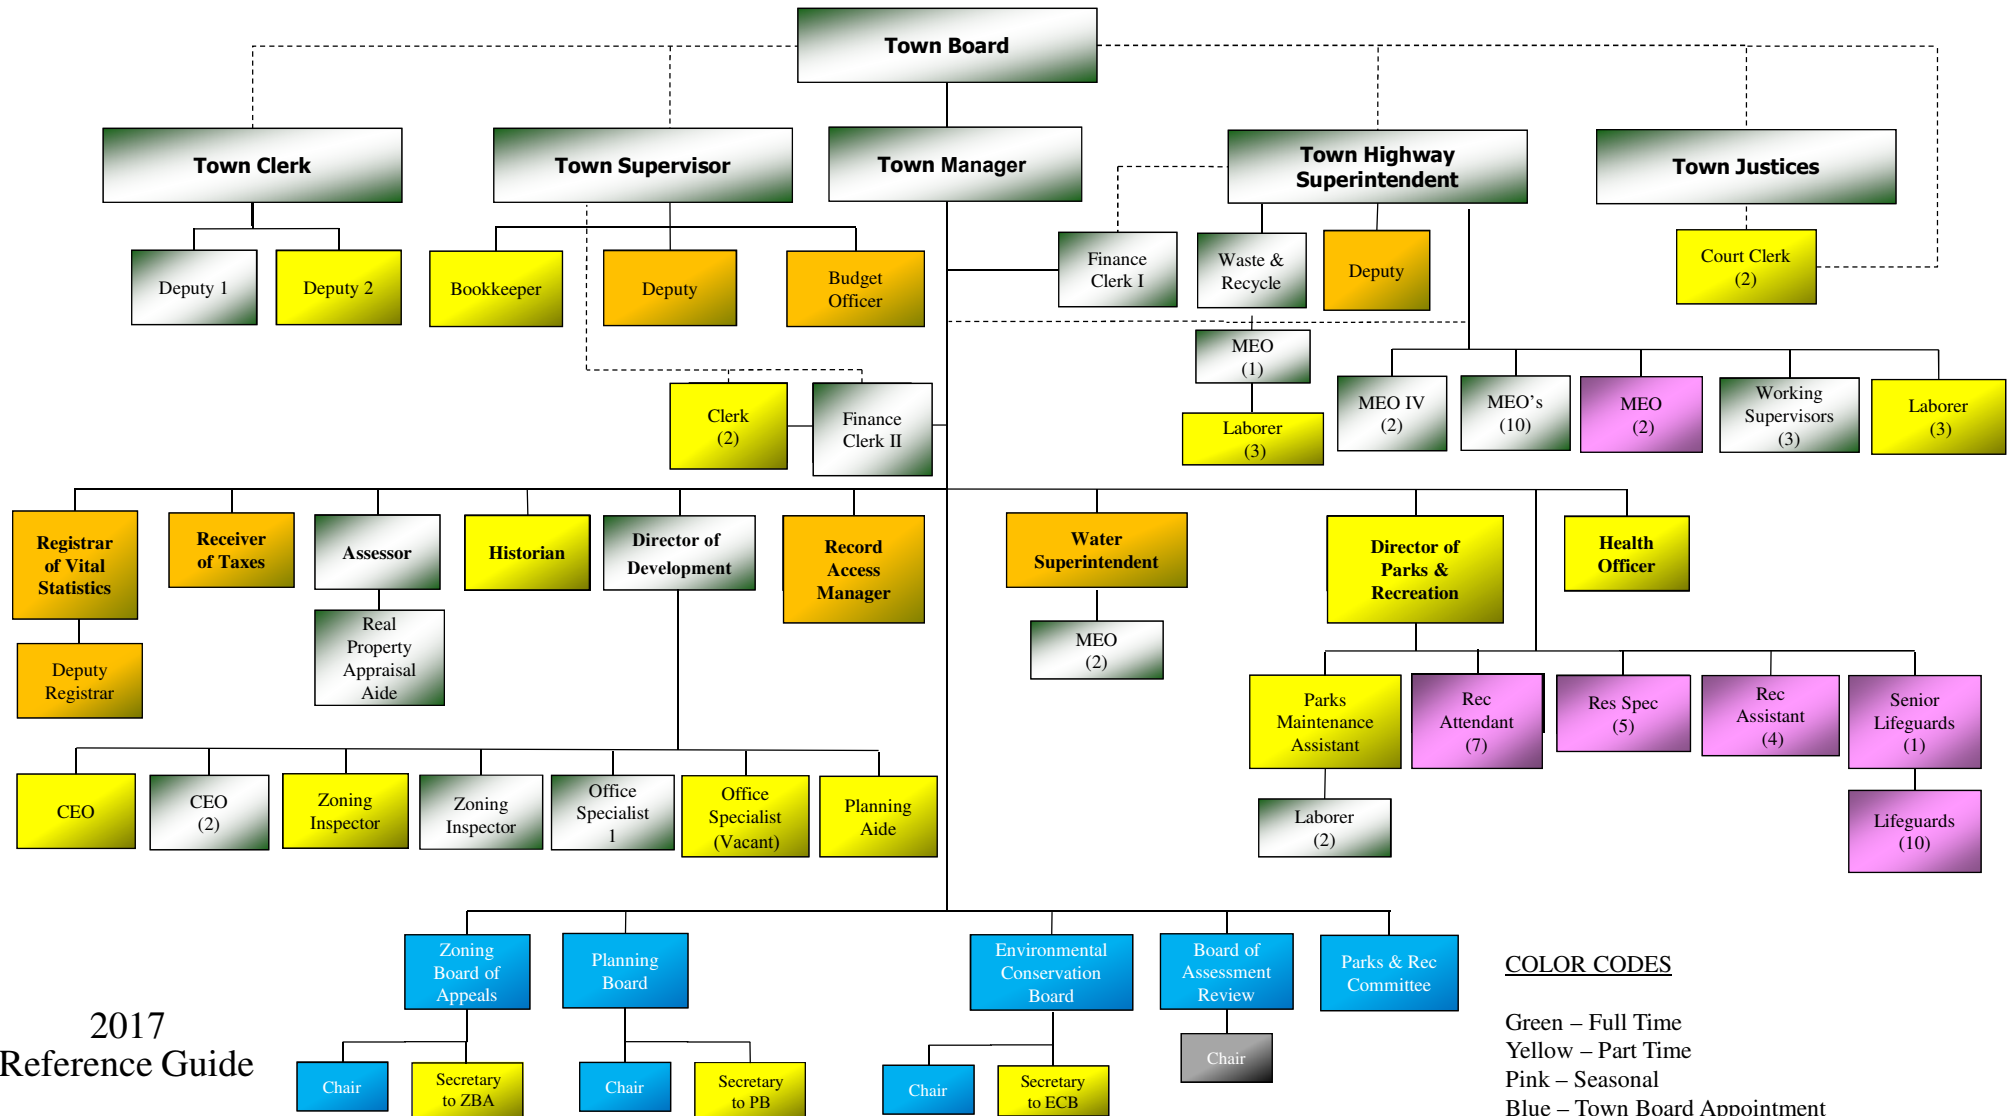 Town Board
Town Clerk
Town Supervisor
Town Manager
Town Highway
Superintendent
Town Justices
Deputy 1
Deputy 2
Bookkeeper
Deputy
Budget
Officer
Finance
Clerk I
Waste &
Recycle
Deputy
Court Clerk
(2)
MEO
(1)
Laborer
(3)
Clerk
(2)
Finance
Clerk II
MEO IV
(2)
MEO's
(10)
MEO
(2)
Working
Supervisors
(3)
Laborer
(3)
Registrar
of Vital
Statistics
Receiver
of Taxes
Assessor
Historian
Director of
Development
Record
Access
Manager
Water
Superintendent
Director of
Parks &
Recreation
Health
Officer
Deputy
Registrar
Real
Property
Appraisal
Aide
MEO
(2)
Parks
Maintenance
Assistant
Rec
Attendant
(7)
Res Spec
(5)
Rec
Assistant
(4)
Senior
Lifeguards
(1)
CEO
CEO
(2)
Zoning
Inspector
Zoning
Inspector
Office
Specialist
1
Office
Specialist
(Vacant)
Planning
Aide
Laborer
(2)
Lifeguards
(10)
Zoning
Board of
Appeals
Planning
Board
Environmental
Conservation
Board
Board of
Assessment
Review
Parks & Rec
Committee
Chair
Secretary
to ZBA
Chair
Secretary
to PB
Chair
Secretary
to ECB
Chair
2017
Reference Guide
COLOR CODES
Green – Full Time
Yellow – Part Time
Pink – Seasonal
Blue – Town Board Appointment